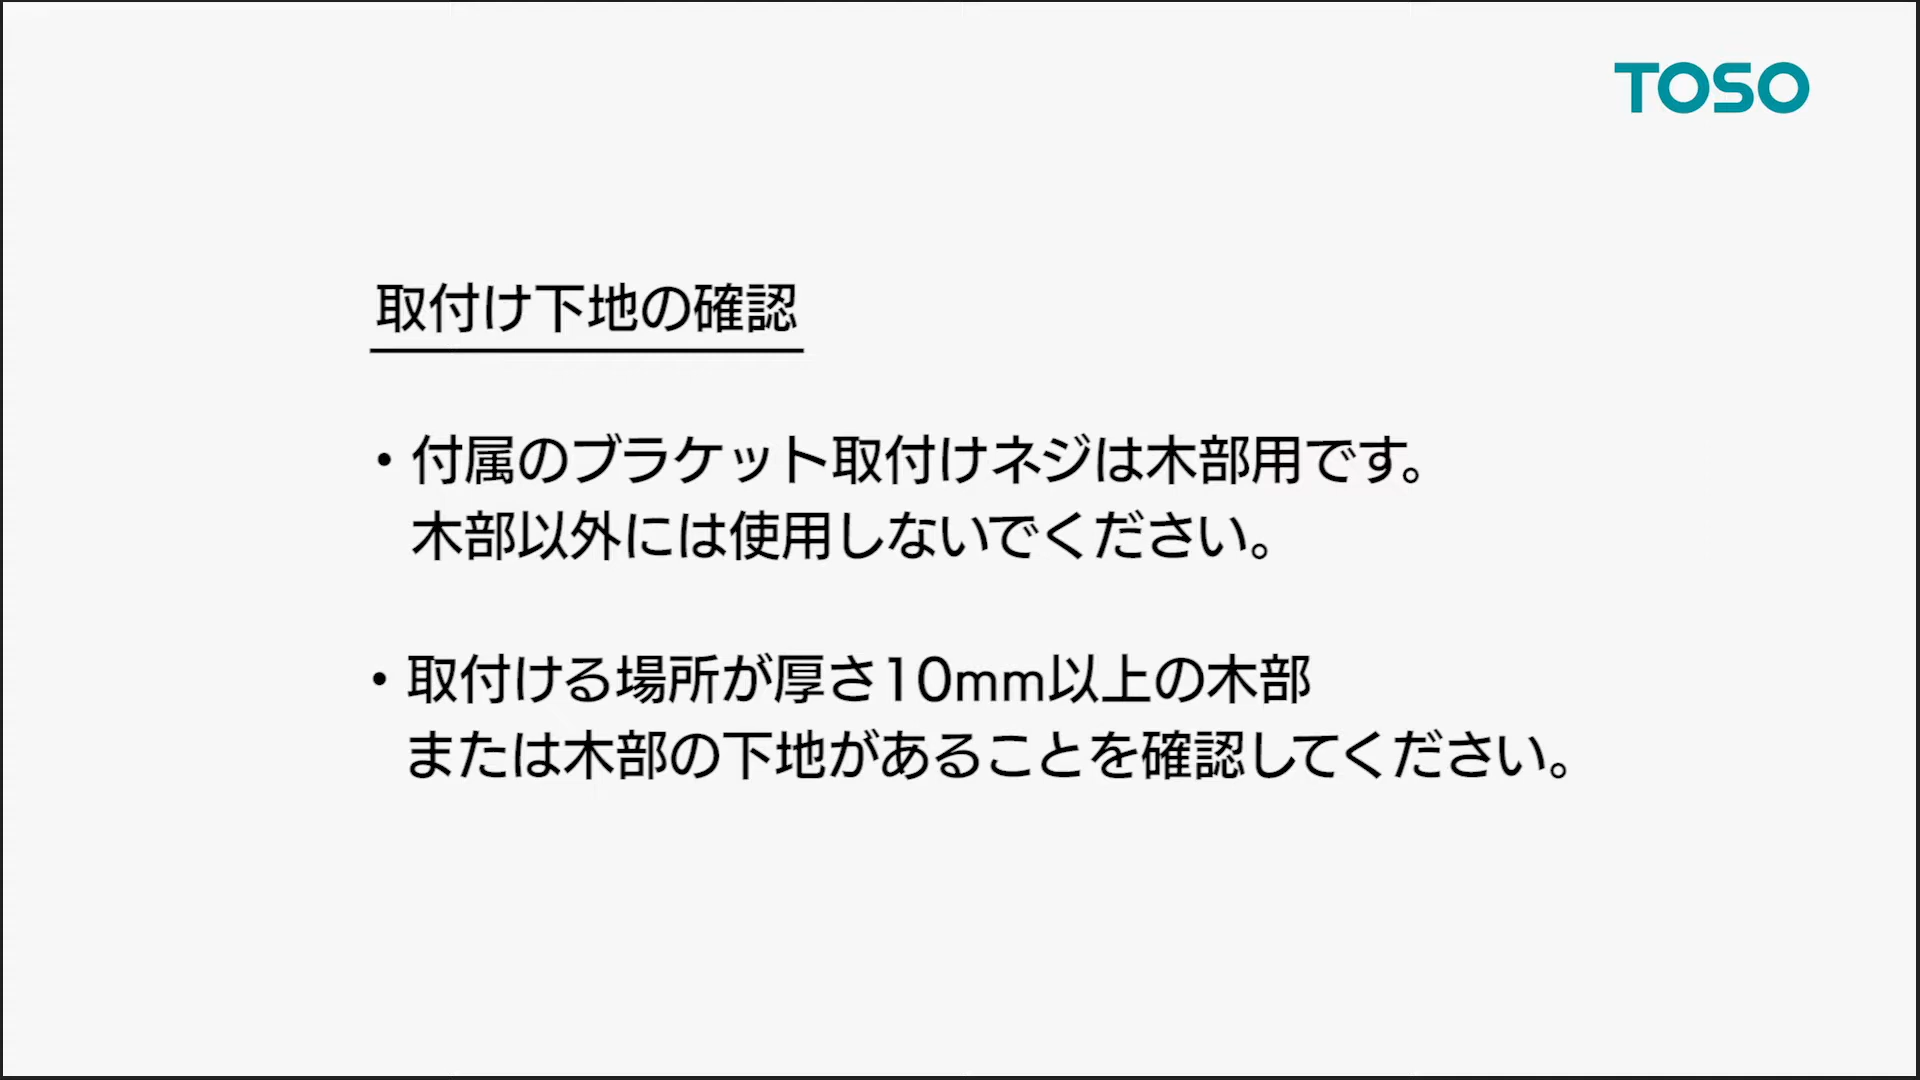 TOSO
取付け下地の確認
・付属のブラケット取付けネジは木部用です。
木部以外には使用しないでください。
・取付ける場所が厚さ10mm以上の木部
または木部の下地があることを確認してください。